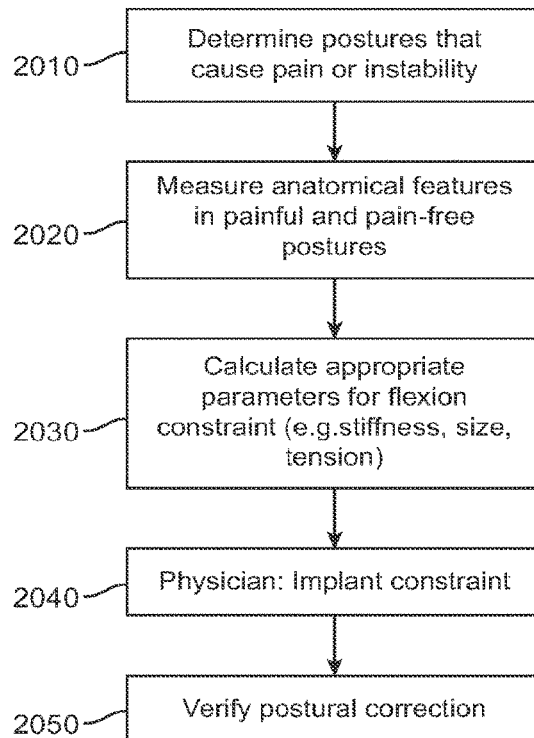 2010
Determine postures that
cause pain or instability
2020
Measure anatomical features
in painful and pain-free
postures
2030
Calculate appropriate
parameters for flexion
constraint (e.g.stiffness, size,
tension)
2040
Physician: Implant constraint
2050
Verify postural correction